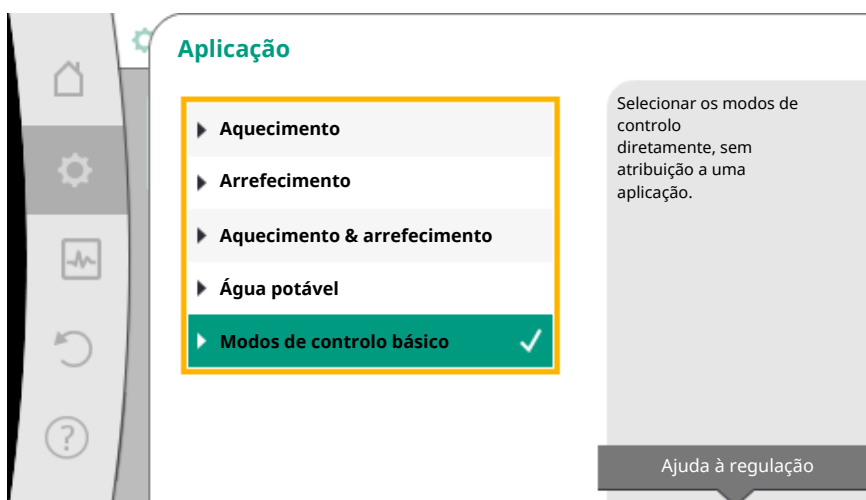 Aplicação
Aquecimento
Arrefecimento
Aquecimento & arrefecimento
Água potável
Modos de controlo básico
Selecionar os modos de
controlo
diretamente, sem
atribuição a uma
aplicação.
Ajuda à regulação
?